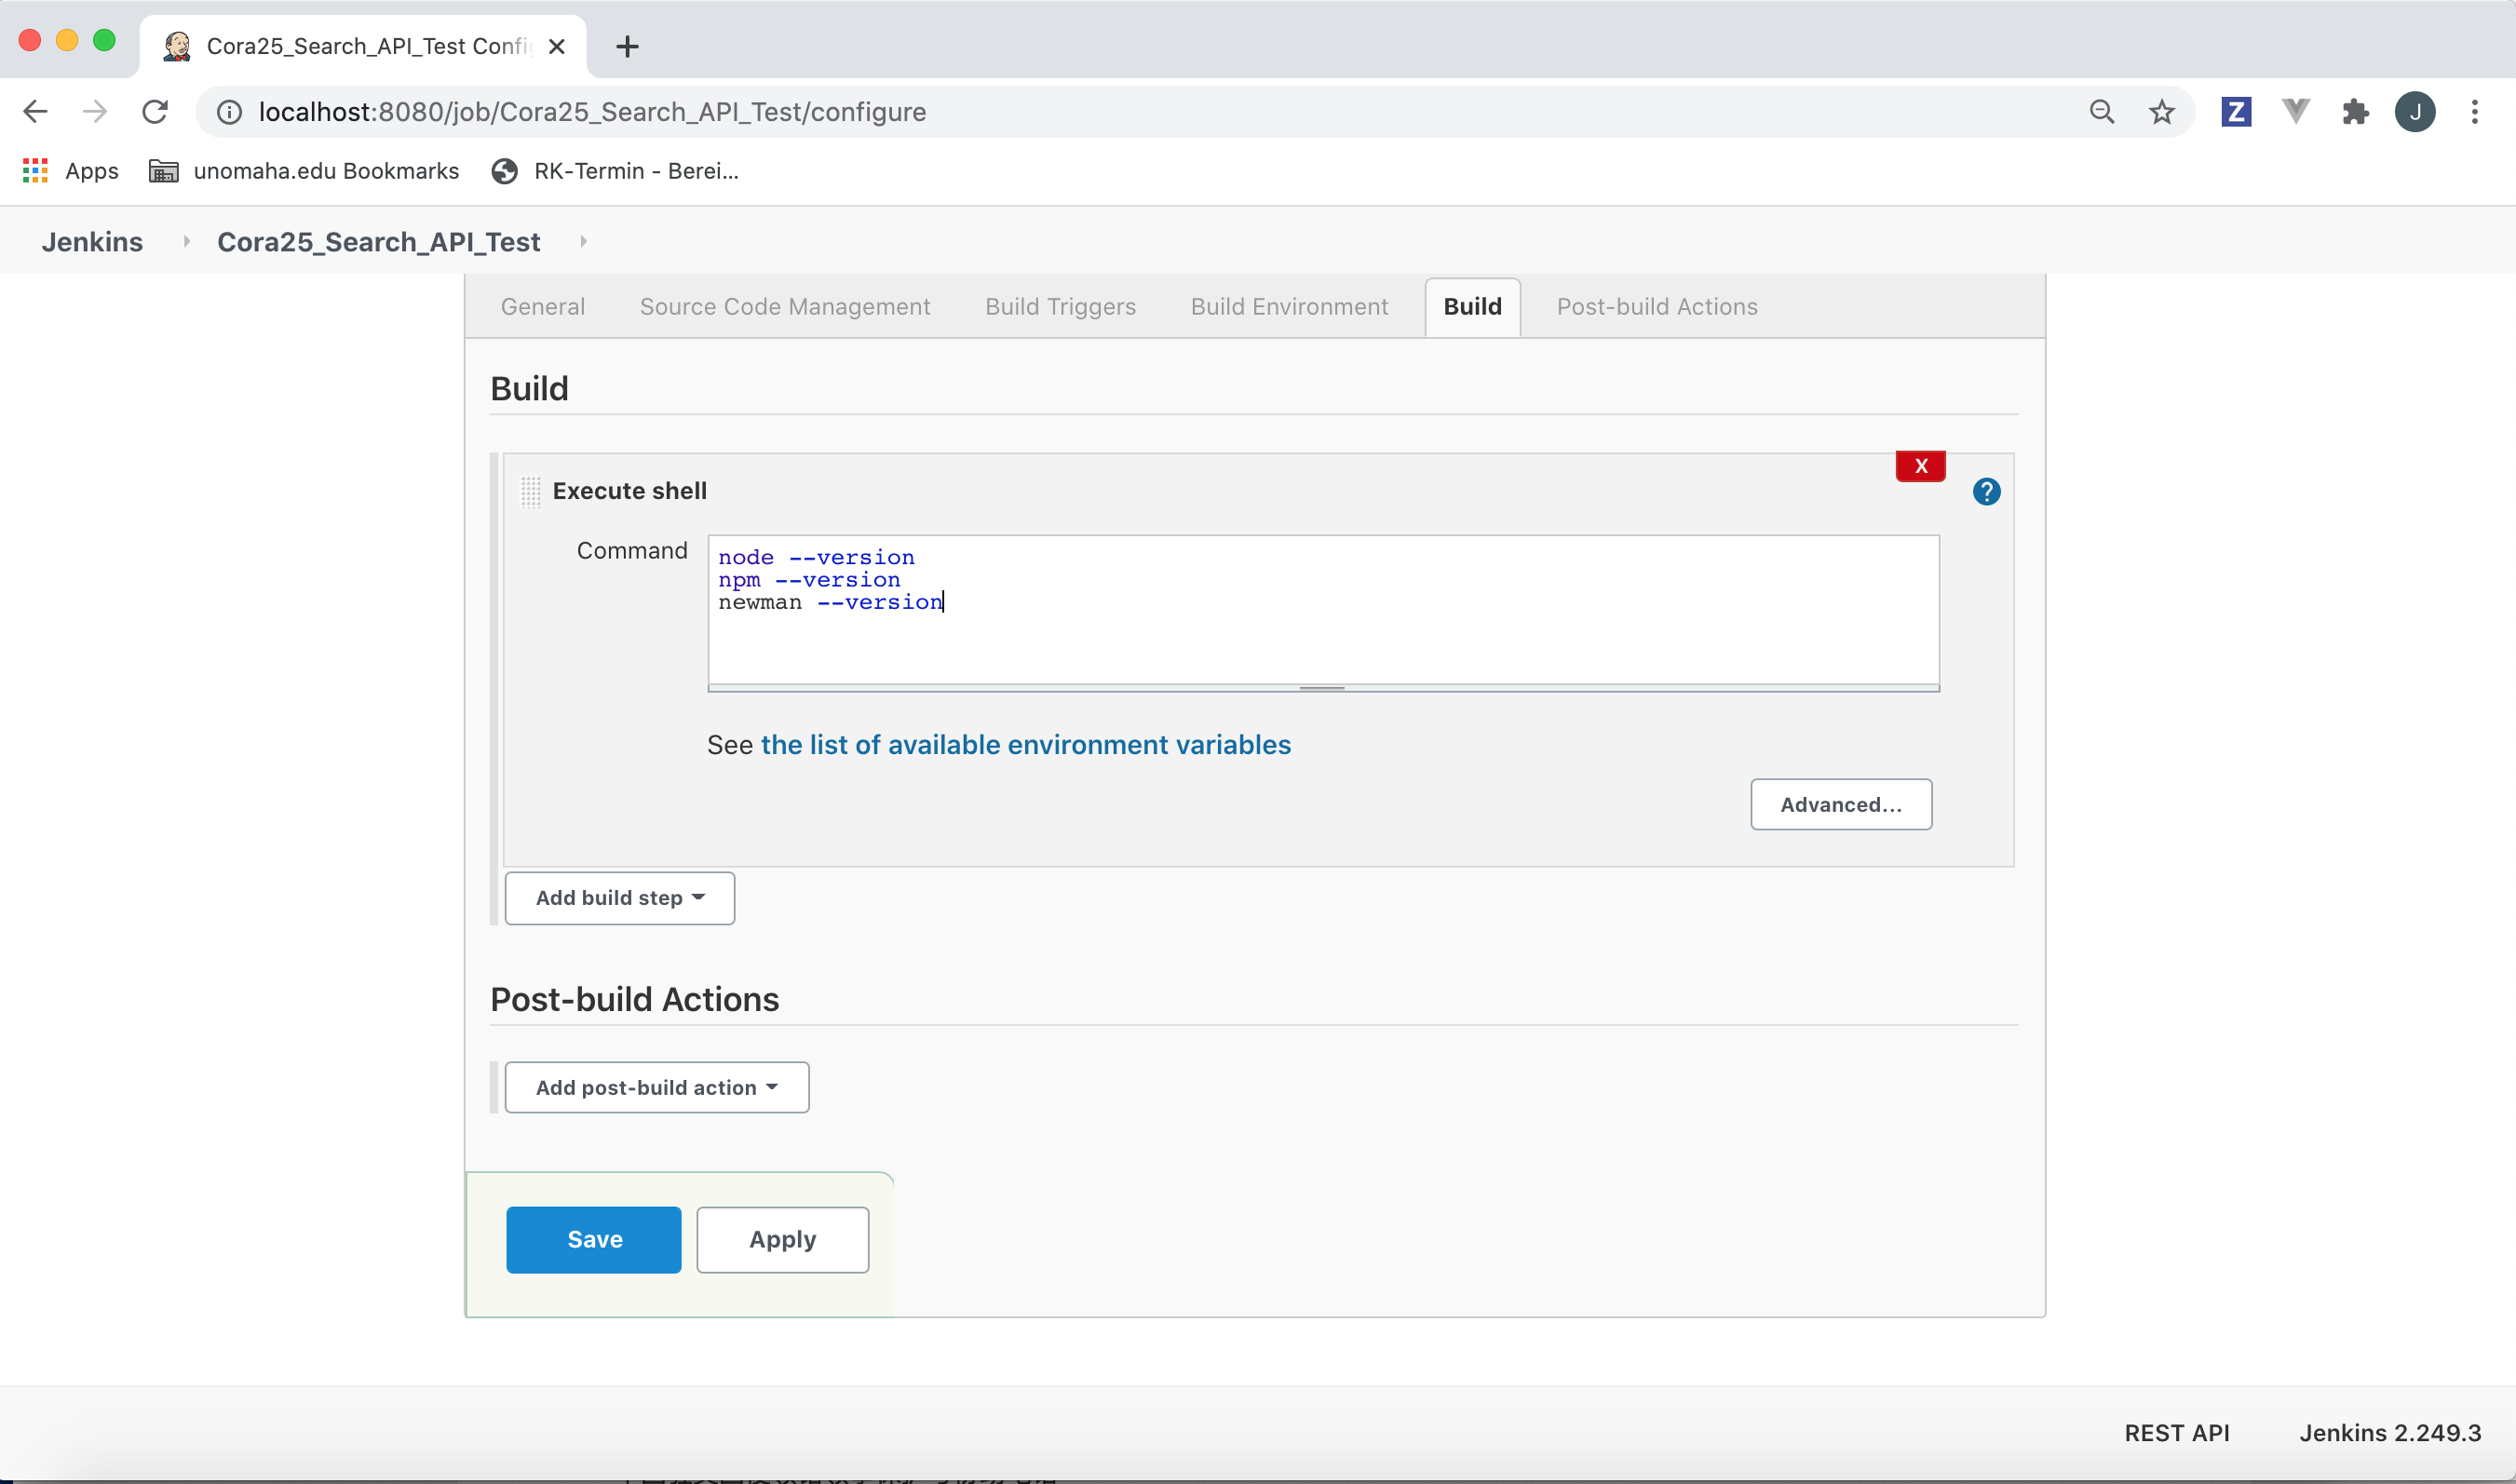 Cora25_Search_API_Test Config
localhost:8080/job/Cora25_Search_API_Test/configure
Z
J
Apps
unomaha.edu Bookmarks
RK-Termin - Berei...
Jenkins
Cora25_Search_API_Test
General
Source Code Management
Build Triggers
Build Environment
Build
Post-build Actions
Build
X
Execute shell
?
Command
node --version
npm --version
newman --version
See the list of available environment variables
Advanced...
Add build step
Post-build Actions
Add post-build action
Save
Apply
REST API
Jenkins 2.249.3